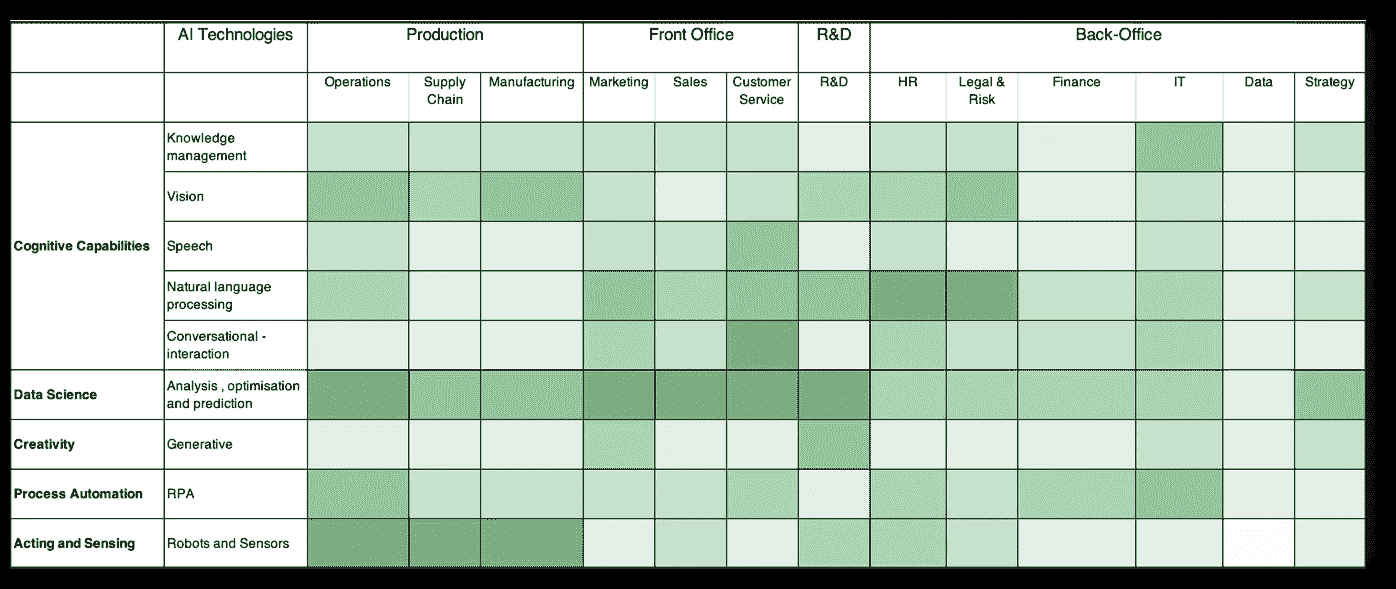 AI Technologies Production Front Office R&D Back-Office
Operations Supply Chain Manufacturing Marketing Sales Customer Service R&D HR Legal & Risk Finance IT Data Strategy
Knowledge management
Vision
Cognitive Capabilities Speech
Natural language processing
Conversational - interaction
Data Science Analysis , optimisation and prediction
Creativity Generative
Process Automation RPA
Acting and Sensing Robots and Sensors